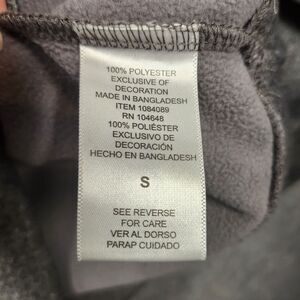 100% POLYESTER
EXCLUSIVE OF
DECORATION
MADE IN BANGLADESH
ITEM 1084089
RN 104648
100% POLIÉSTER
EXCLUSIVO DE
DECORACIÓN
HECHO EN BANGLADESH
S
SEE REVERSE
FOR CARE
VER AL DORSO
PARAP CUIDADO